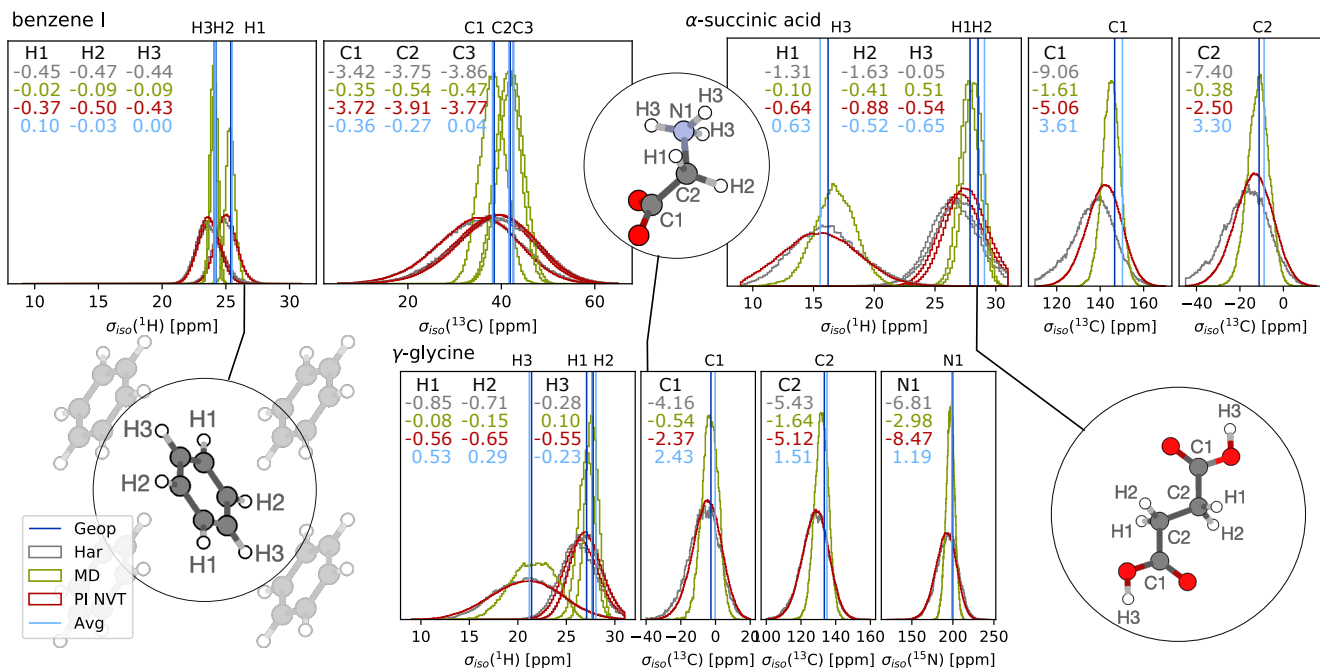 benzene I
H3H2 H1
H1 H2 H3
-0.45 -0.47 -0.44
-0.02 -0.09 -0.09
-0.37 -0.50 -0.43
0.10 -0.03 0.00
10 15 20 25 30
σiso(¹H) [ppm]
C1 C2C3
C1 C2 C3
-3.42 -3.75 -3.86
-0.35 -0.54 -0.47
-3.72 -3.91 -3.77
-0.36 -0.27 0.04
20 40 60
σiso(¹³C) [ppm]
H3
N1
H3
H3
H1
H2
C2
C1
α-succinic acid
H3 H1H2
H1 H2 H3
-1.31 -1.63 -0.05
-0.10 -0.41 0.51
-0.64 -0.88 -0.54
0.63 -0.52 -0.65
10 15 20 25 30
σiso(¹H) [ppm]
C1
C1
-9.06
-1.61
-5.06
3.61
120 140 160
σiso(¹³C) [ppm]
C2
C2
-7.40
-0.38
-2.50
3.30
-40 -20 0
σiso(¹³C) [ppm]
γ-glycine
H3 H1 H2
H1 H2 H3
-0.85 -0.71 -0.28
-0.08 -0.15 0.10
-0.56 -0.65 -0.55
0.53 0.29 -0.23
10 15 20 25 30
σiso(¹H) [ppm]
C1
C1
-4.16
-0.54
-2.37
2.43
-40 -20 0 20
σiso(¹³C) [ppm]
C2
C2
-5.43
-1.64
-5.12
1.51
100 120 140 160
σiso(¹³C) [ppm]
N1
N1
-6.81
-2.98
-8.47
1.19
150 200 250
σiso(¹⁵N) [ppm]
H1
H3
H2
H2
H1
H3
Geop
Har
MD
PI NVT
Avg
H3
C1
H2
C2
H1
H1
C2
H2
C1
H3